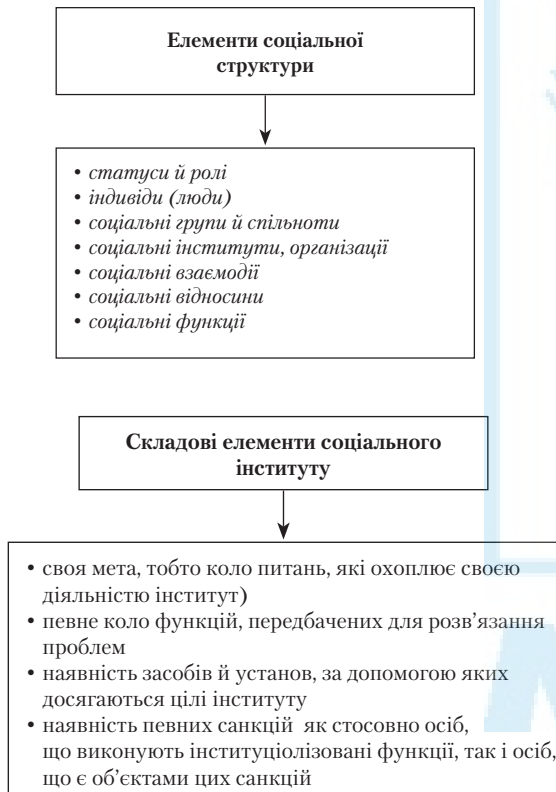 Елементи соціальної
структури
• статуси й ролі
• індивіди (люди)
• соціальні групи й спільноти
• соціальні інститути, організації
• соціальні взаємодії
• соціальні відносини
• соціальні функції
Складові елементи соціального
інституту
• своя мета, тобто коло питань, які охоплює своєю
діяльністю інститут)
• певне коло функцій, передбачених для розв’язання
проблем
• наявність засобів й установ, за допомогою яких
досягаються цілі інституту
• наявність певних санкцій як стосовно осіб,
що виконують інституціолізовані функції, так і осіб,
що є об’єктами цих санкцій